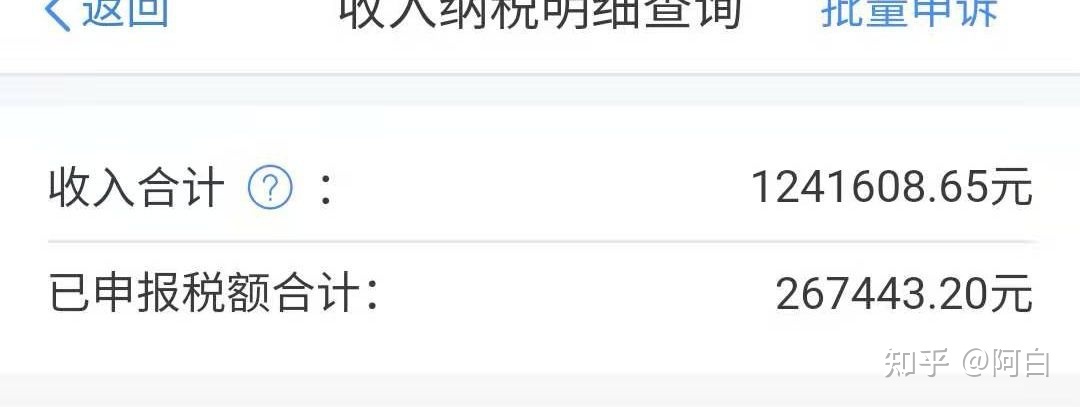 返回 收入纳税明细查询 批量申诉
收入合计 ? : 1241608.65元
已申报税额合计: 267443.20元
知乎 @阿白